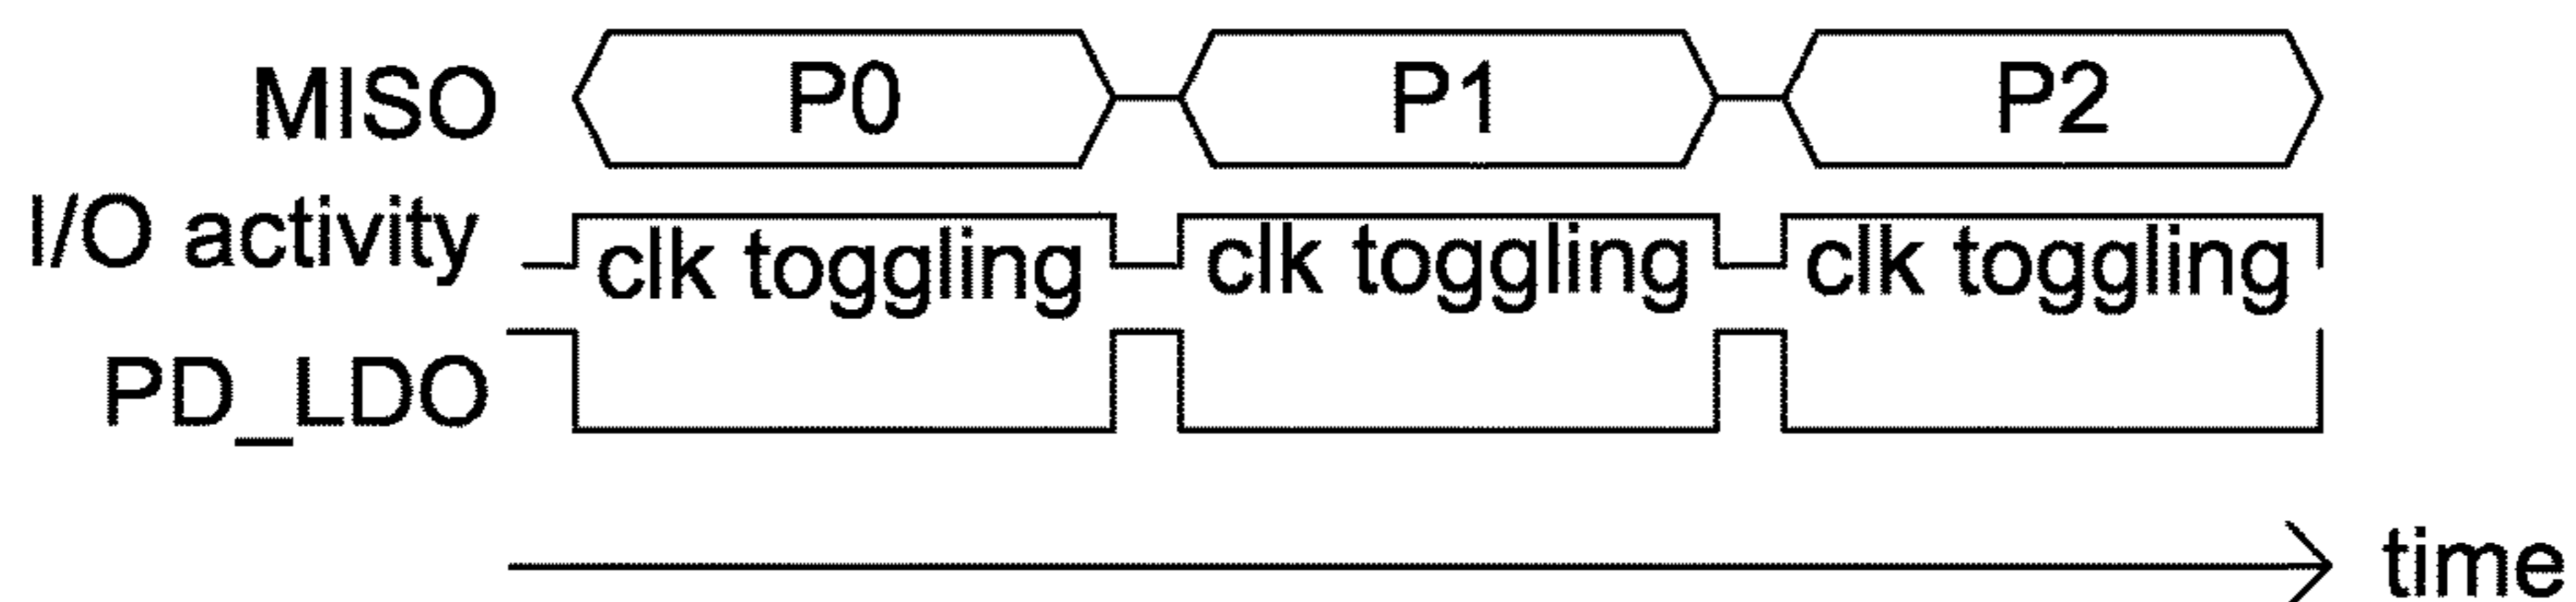 MISO P0 P1 P2
I/O activity clk toggling clk toggling clk toggling
PD_LDO
time